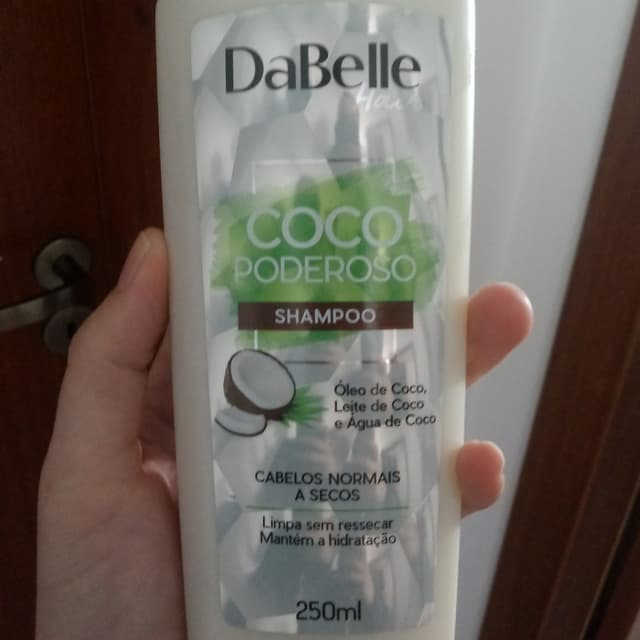 DaBelle
Hair
COCO
PODEROSO
SHAMPOO
Óleo de Coco,
Leite de Coco
e Água de Coco
CABELOS NORMAIS
A SECOS
Limpa sem ressecar
Mantém a hidratação
250ml